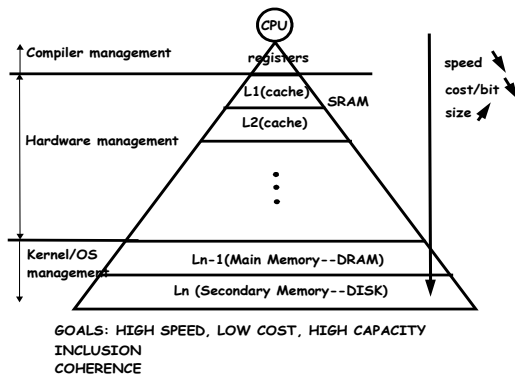 CPU
Compiler management
registers
L1(cache)
SRAM
L2(cache)
speed
cost/bit
size
Hardware management
Kernel/OS
management
Ln-1(Main Memory--DRAM)
Ln (Secondary Memory--DISK)
GOALS: HIGH SPEED, LOW COST, HIGH CAPACITY
INCLUSION
COHERENCE